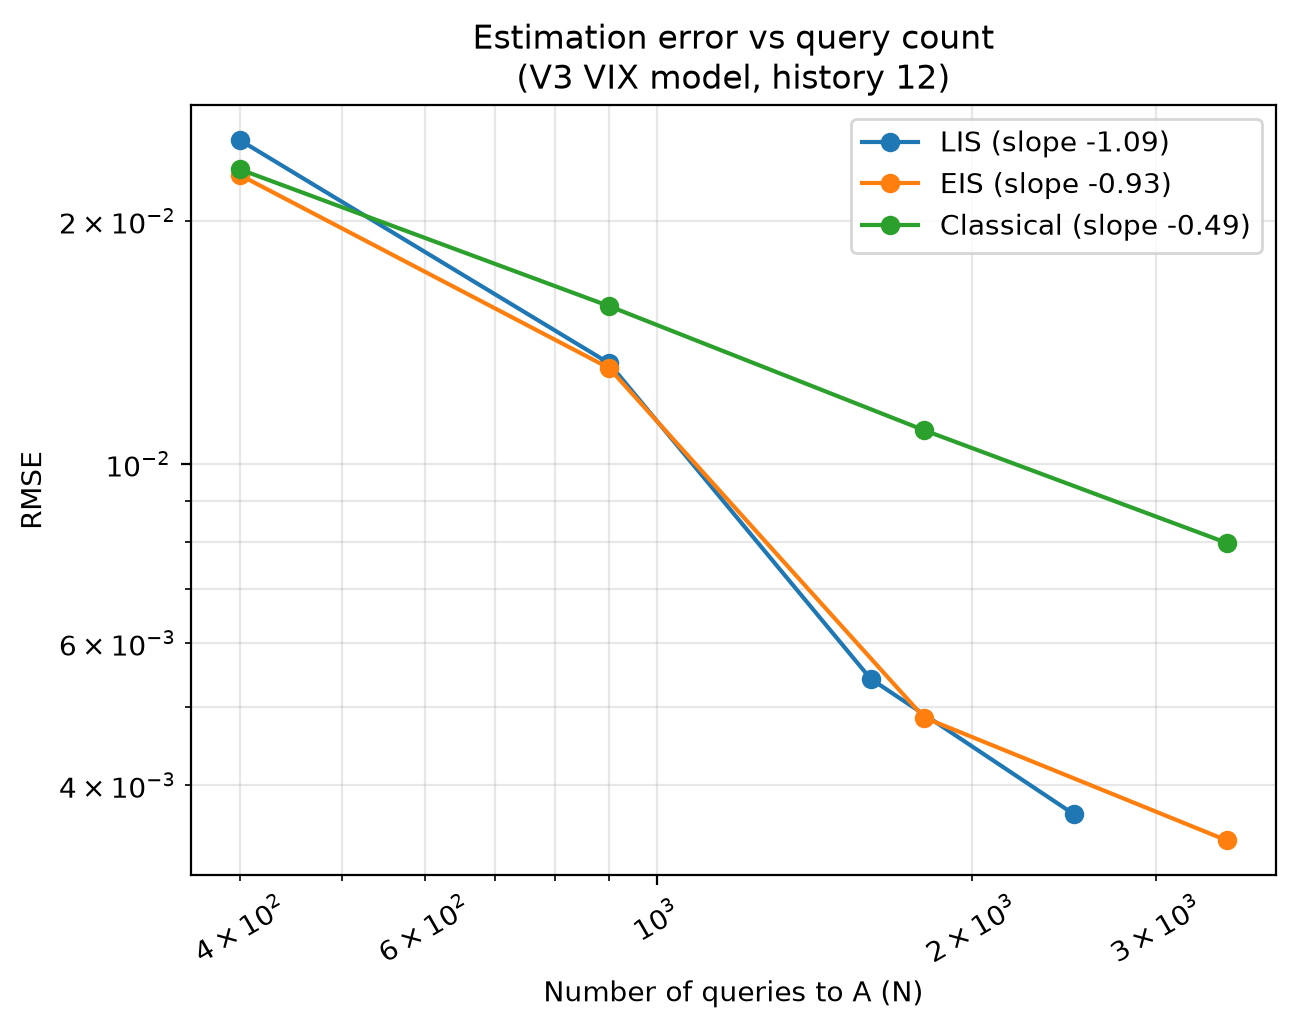 Estimation error vs query count
(V3 VIX model, history 12)
LIS (slope -1.09)
EIS (slope -0.93)
Classical (slope -0.49)
RMSE
2 × 10⁻²
10⁻²
6 × 10⁻³
4 × 10⁻³
4 × 10²
6 × 10²
10³
2 × 10³
3 × 10³
Number of queries to A (N)